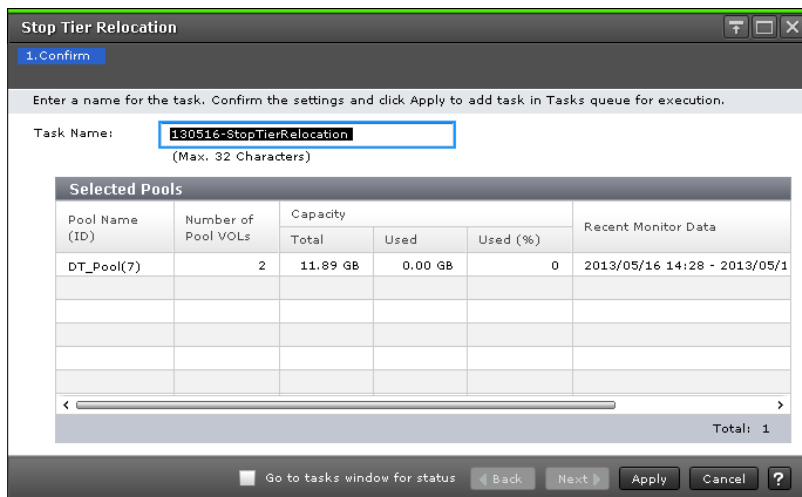 Stop Tier Relocation
1.Confirm
Enter a name for the task. Confirm the settings and click Apply to add task in Tasks queue for execution.
Task Name: 130516-StopTierRelocation
(Max. 32 Characters)
Selected Pools
Pool Name (ID) Number of Pool VOLs Capacity Recent Monitor Data
Total Used Used (%)
DT_Pool(7) 2 11.89 GB 0.00 GB 0 2013/05/16 14:28 - 2013/05/1
Total: 1
Go to tasks window for status Back Next Apply Cancel ?